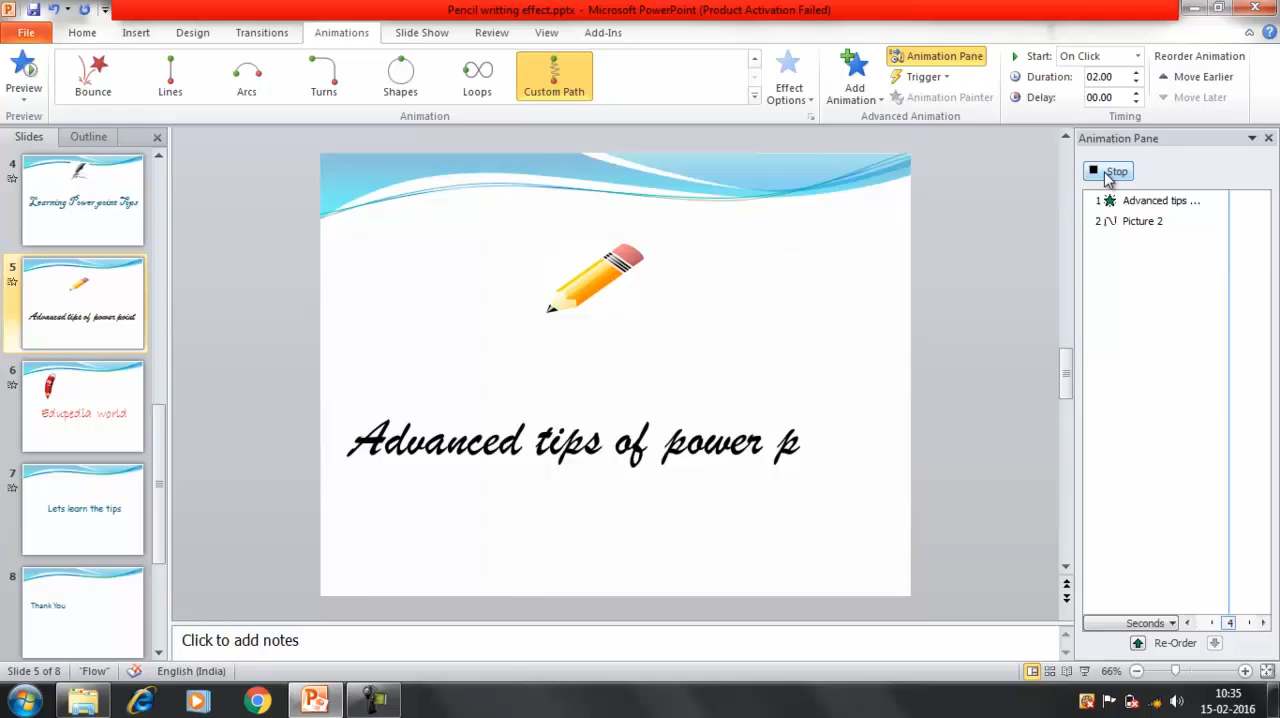 Pencil writting effect.pptx - Microsoft PowerPoint (Product Activation Failed)
File Home Insert Design Transitions Animations Slide Show Review View Add-Ins
Preview
Bounce Lines Arcs Turns Shapes Loops Custom Path
Effect Options
Add Animation
Animation Pane
Trigger
Animation Painter
Start: On Click
Duration: 02.00
Delay: 00.00
Reorder Animation
Move Earlier
Move Later
Preview Animation Advanced Animation Timing
Slides Outline
4
Learning Power point Tips
5
Advanced tips of power point
6
Edupedia world
7
Lets learn the tips
8
Thank You
Advanced tips of power p
Click to add notes
Animation Pane
Stop
1 Advanced tips ...
2 Picture 2
Seconds 4
Re-Order
Slide 5 of 8 "Flow" English (India) 66%
10:35
15-02-2016